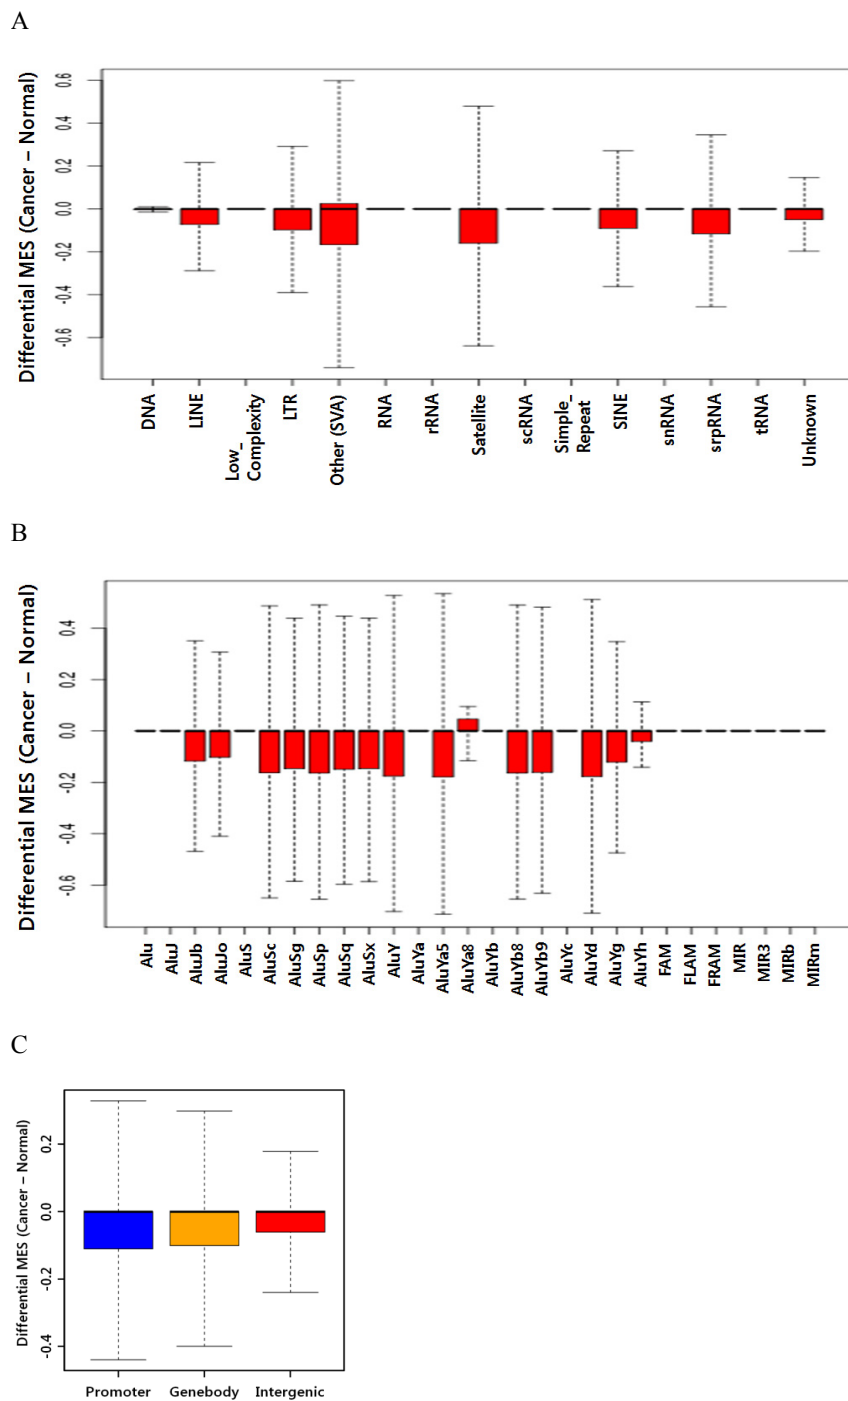 A
Differential MES (Cancer – Normal)
0.6
0.4
0.2
0.0
-0.2
-0.4
-0.6
DNA
LINE
Low_
Complexity
LTR
Other (SVA)
RNA
rRNA
Satellite
scRNA
Simple_
Repeat
SINE
snRNA
srpRNA
tRNA
Unknown
B
Differential MES (Cancer – Normal)
0.4
0.2
0.0
-0.2
-0.4
-0.6
Alu
AluJ
AluJb
AluJo
AluS
AluSc
AluSg
AluSp
AluSq
AluSx
AluY
AluYa
AluYa5
AluYa8
AluYb
AluYb8
AluYb9
AluYc
AluYd
AluYg
AluYh
FAM
FLAM
FRAM
MIR
MIR3
MIRb
MIRm
C
Differential MES (Cancer – Normal)
0.2
0.0
-0.2
-0.4
Promoter Genebody Intergenic